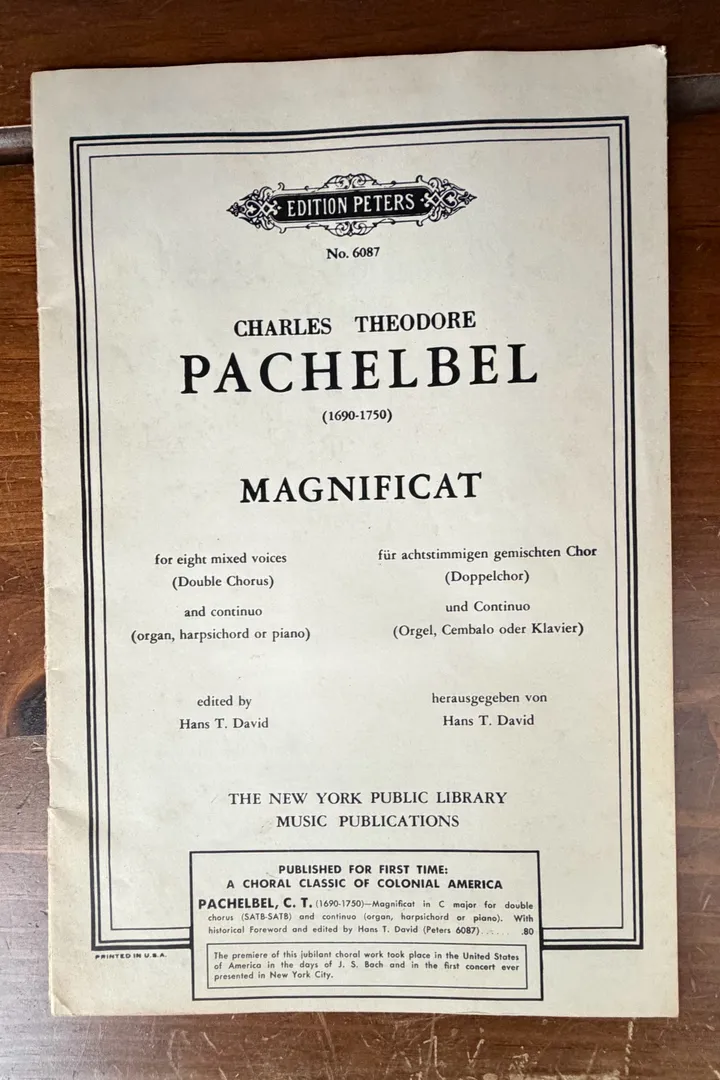 EDITION PETERS
No. 6087
CHARLES THEODORE
PACHELBEL
(1690-1750)
MAGNIFICAT
for eight mixed voices
(Double Chorus)
and continuo
(organ, harpsichord or piano)
für achtstimmigen gemischten Chor
(Doppelchor)
und Continuo
(Orgel, Cembalo oder Klavier)
edited by
Hans T. David
herausgegeben von
Hans T. David
THE NEW YORK PUBLIC LIBRARY
MUSIC PUBLICATIONS
PUBLISHED FOR FIRST TIME:
A CHORAL CLASSIC OF COLONIAL AMERICA
PACHELBEL, C. T. (1690-1750)—Magnificat in C major for double
chorus (SATB-SATB) and continuo (organ, harpsichord or piano). With
historical Foreword and edited by Hans T. David (Peters 6087)...... .80
The premiere of this jubilant choral work took place in the United States
of America in the days of J. S. Bach and in the first concert ever
presented in New York City.
PRINTED IN U.S.A.